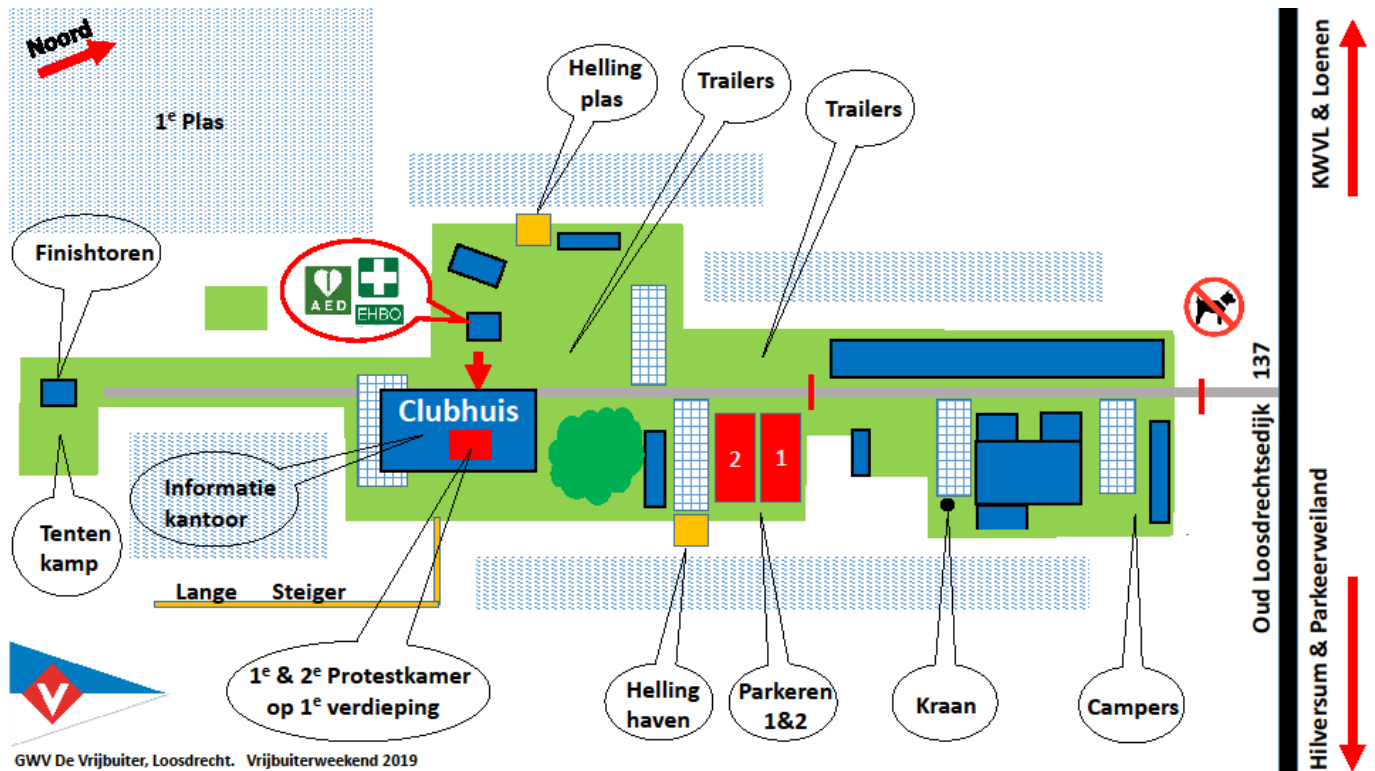 Noord
1e Plas
Helling
plas
Trailers
Trailers
KWVL & Loenen
Finishtoren
AED
EHBO
137
Clubhuis
2
1
Informatie
kantoor
Tenten
kamp
Lange Steiger
Oud Loosdrechtsedijk
Hilversum & Parkeerweiland
1e & 2e Protestkamer
op 1e verdieping
Helling
haven
Parkeren
1&2
Kraan
Campers
V
GWV De Vrijbuiter, Loosdrecht. Vrijbuiterweekend 2019